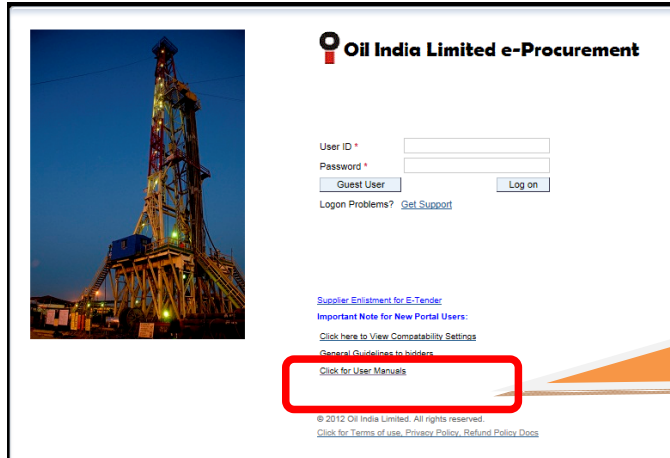 Oil India Limited e-Procurement
User ID *
Password *
Guest User Log on
Logon Problems? Get Support
Supplier Enlistment for E-Tender
Important Note for New Portal Users:
Click here to View Compatability Settings
General Guidelines to bidders
Click for User Manuals
© 2012 Oil India Limited. All rights reserved.
Click for Terms of use, Privacy Policy, Refund Policy Docs